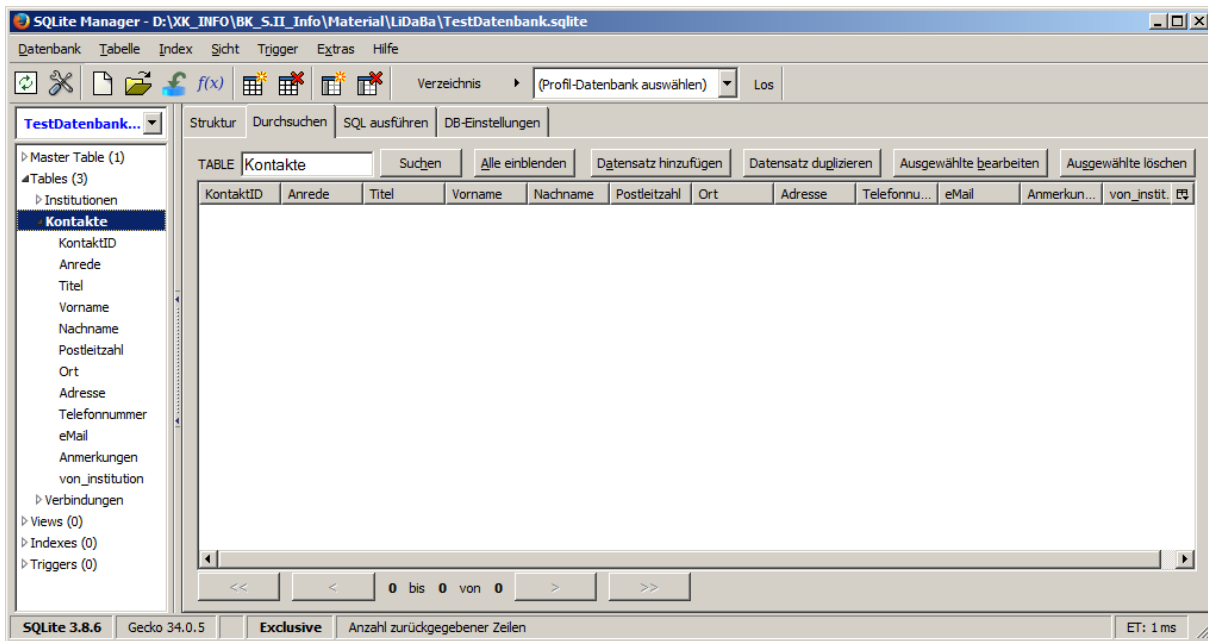 SQLite Manager - D:\XK_INFO\BK_S.II_Info\Material\LiDaBa\TestDatenbank.sqlite
Datenbank Tabelle Index Sicht Trigger Extras Hilfe
f(x) Verzeichnis (Profil-Datenbank auswählen) Los
TestDatenbank...
Master Table (1)
Tables (3)
Institutionen
Kontakte
KontaktID
Anrede
Titel
Vorname
Nachname
Postleitzahl
Ort
Adresse
Telefonnummer
eMail
Anmerkungen
von_institution
Verbindungen
Views (0)
Indexes (0)
Triggers (0)
Struktur Durchsuchen SQL ausführen DB-Einstellungen
TABLE Kontakte Suchen Alle einblenden Datensatz hinzufügen Datensatz duplizieren Ausgewählte bearbeiten Ausgewählte löschen
KontaktID Anrede Titel Vorname Nachname Postleitzahl Ort Adresse Telefonnu... eMail Anmerkun... von_instit.
<< < 0 bis 0 von 0 > >>
SQLite 3.8.6 Gecko 34.0.5 Exclusive Anzahl zurückgegebener Zeilen ET: 1 ms